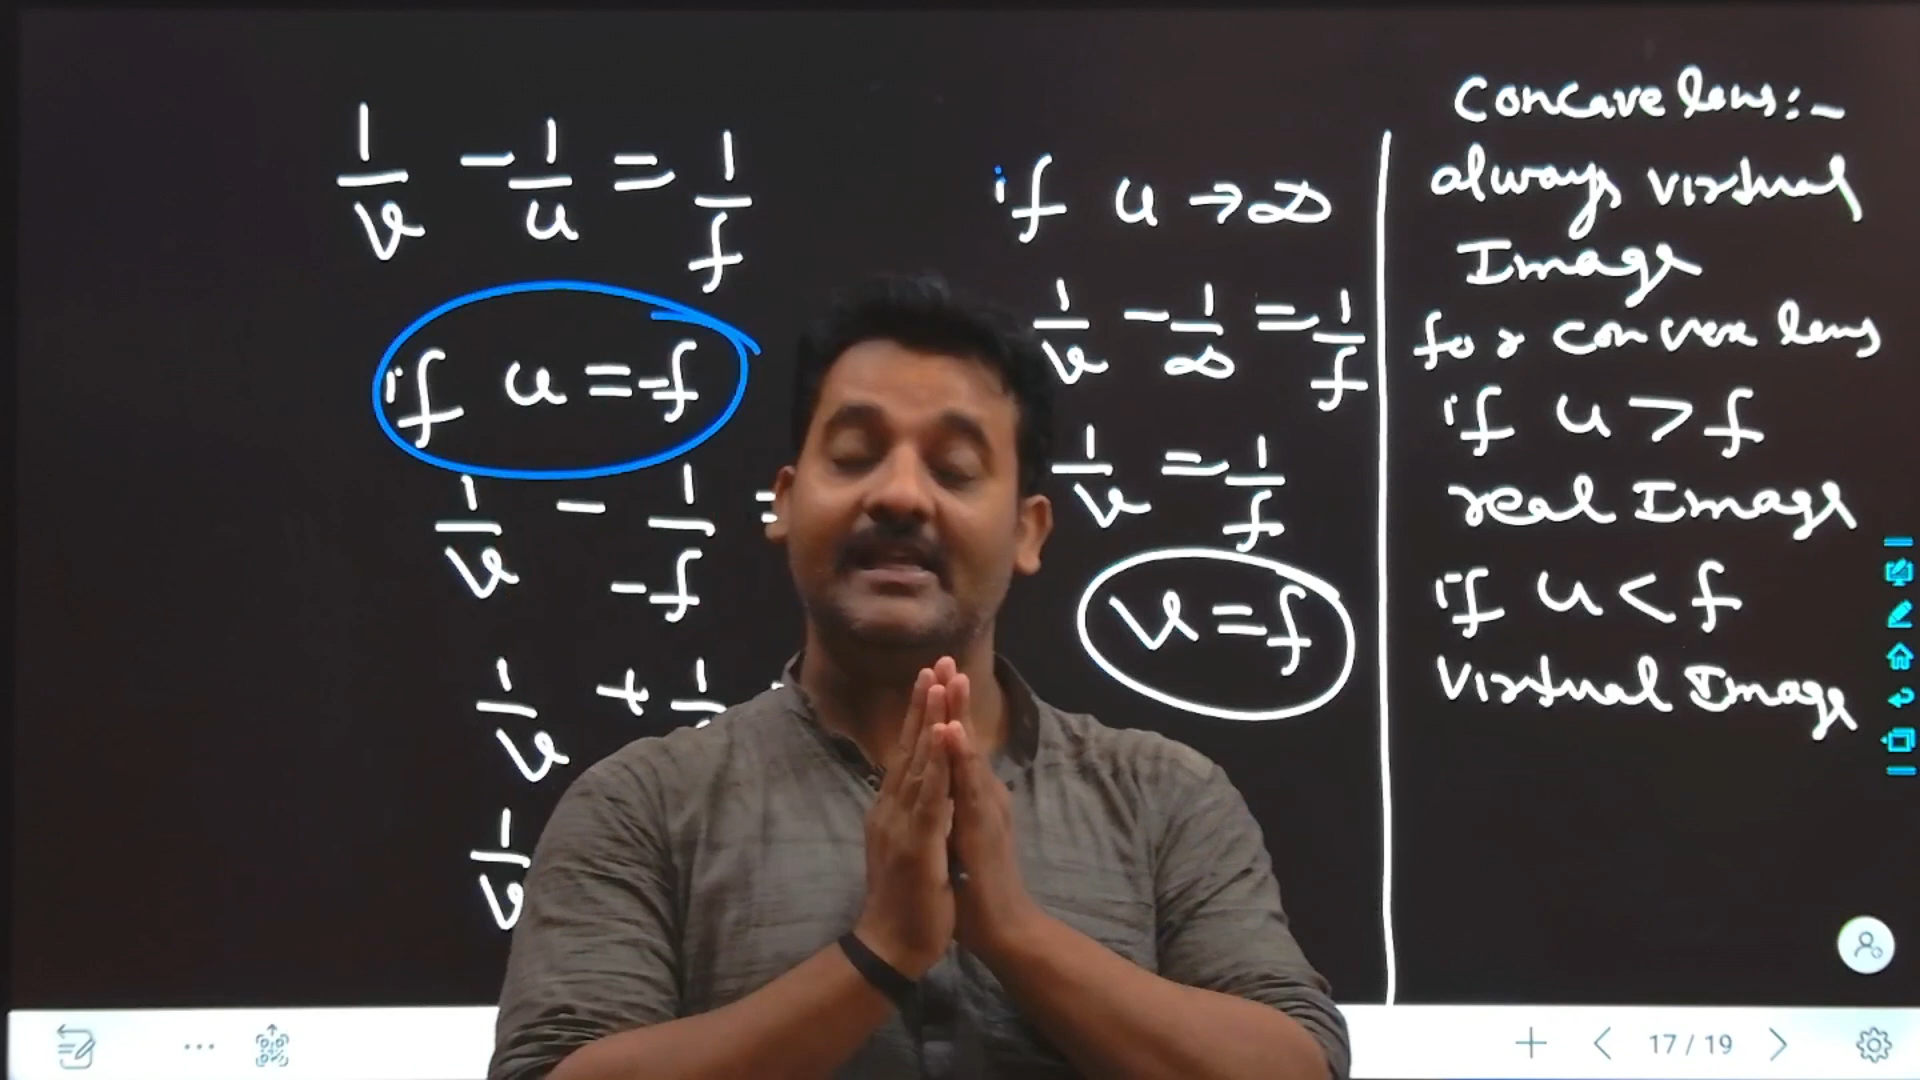 1/v - 1/u = 1/f
if u = -f
1/v - 1/-f =
1/v + 1/
1/v
if u → ∞
1/v - 1/∞ = 1/f
1/v = 1/f
v = f
Concave lens:-
always virtual
Image
for convex lens
if u > f
real Image
if u < f
Virtual Image
17 / 19